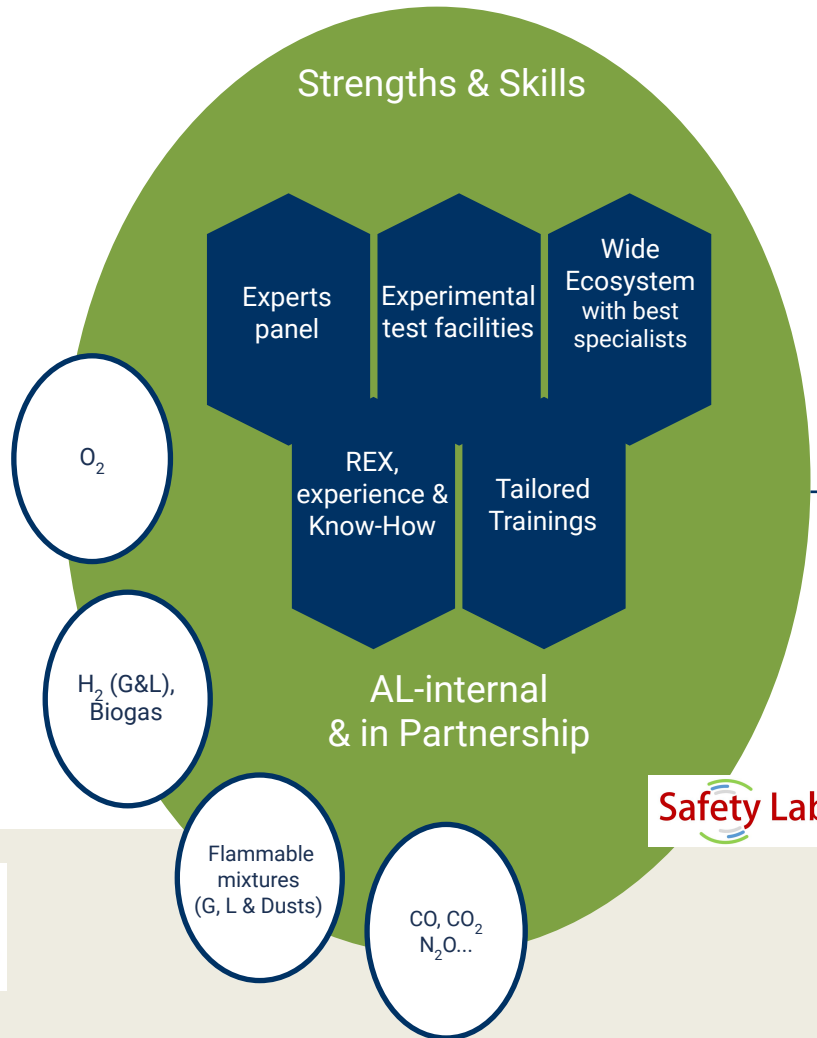 Strengths & Skills
Experts
panel
Experimental
test facilities
Wide
Ecosystem
with best
specialists
REX,
experience &
Know-How
Tailored
Trainings
O₂
H₂ (G&L),
Biogas
AL-internal
& in Partnership
Safety Lab
Flammable
mixtures
(G, L & Dusts)
CO, CO₂
N₂O...